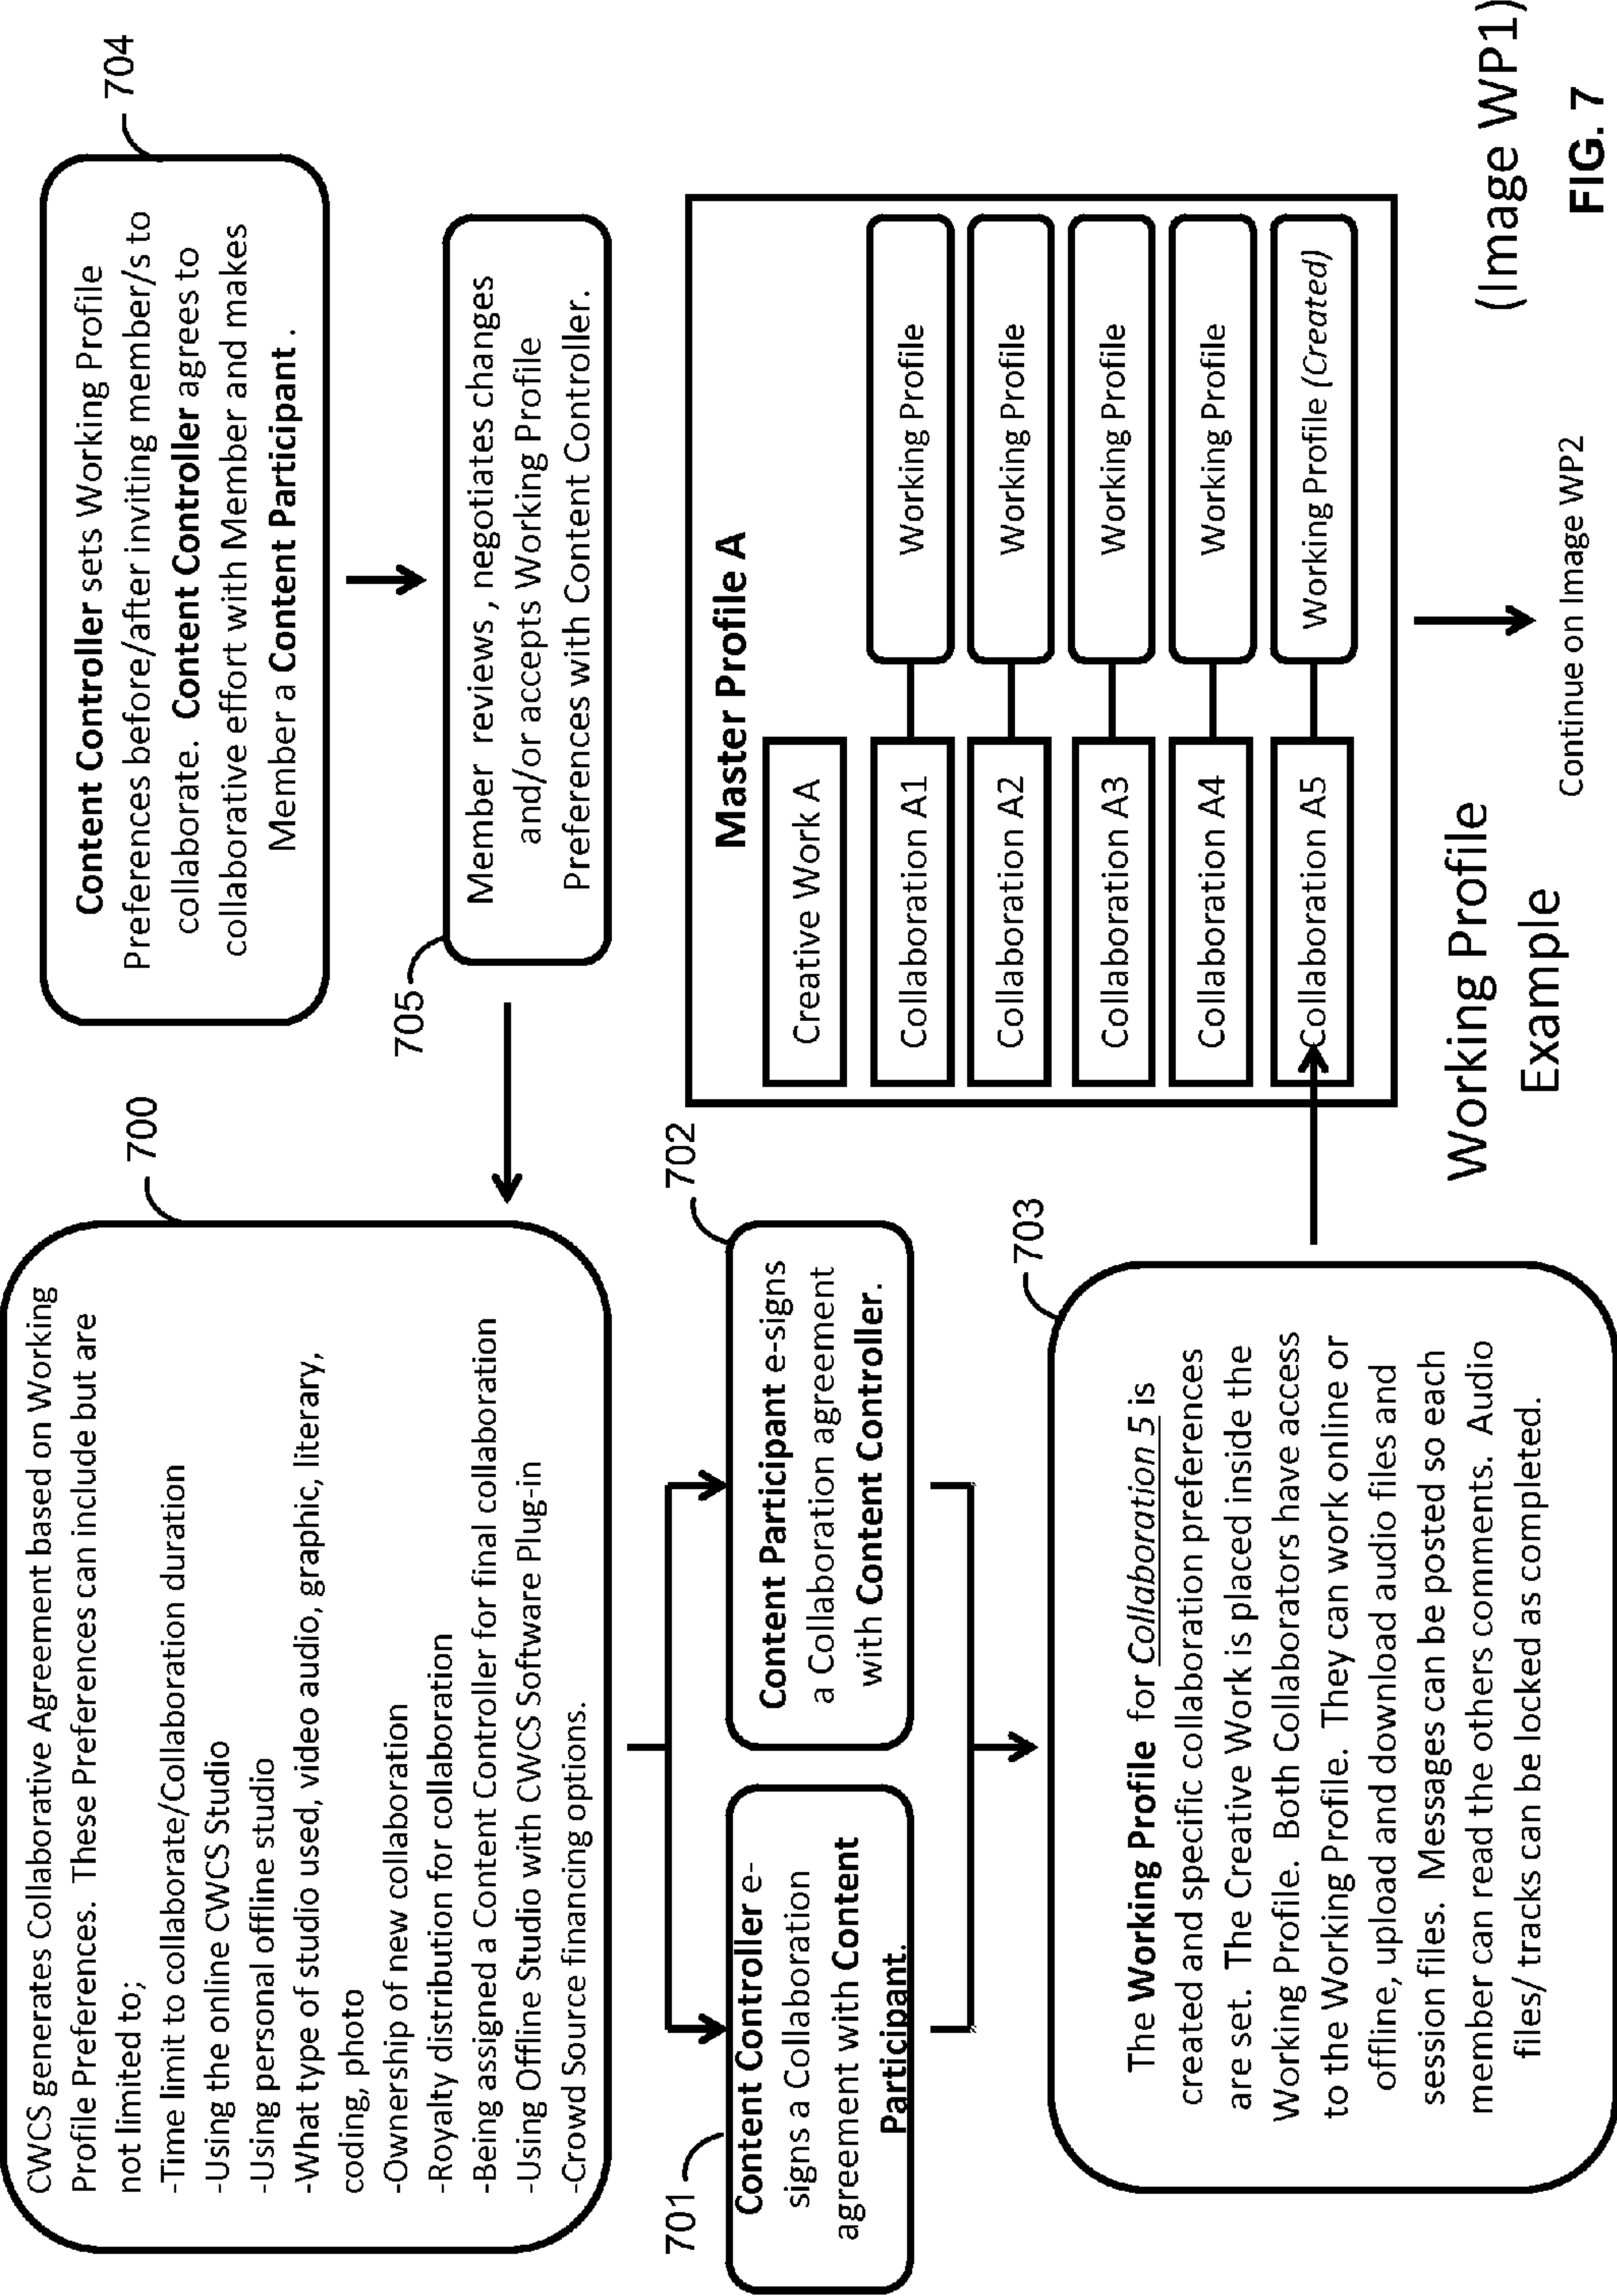 700
CWCS generates Collaborative Agreement based on Working
Profile Preferences.  These Preferences can include but are
not limited to;
-Time limit to collaborate/Collaboration duration
-Using the online CWCS Studio
-Using personal offline studio
-What type of studio used, video audio, graphic, literary,
coding, photo
-Ownership of new collaboration
-Royalty distribution for collaboration
-Being assigned a Content Controller for final collaboration
-Using Offline Studio with CWCS Software Plug-in
-Crowd Source financing options.
704
Content Controller sets Working Profile
Preferences before/after inviting member/s to
collaborate.  Content Controller agrees to
collaborative effort with Member and makes
Member a Content Participant .
705
Member  reviews , negotiates changes
and/or accepts Working Profile
Preferences with Content Controller.
701
Content Controller e-
signs a Collaboration
agreement with Content
Participant.
702
Content Participant e-signs
a Collaboration agreement
with Content Controller.
703
The Working Profile for Collaboration 5 is
created and specific collaboration preferences
are set.  The Creative Work is placed inside the
Working Profile.  Both Collaborators have access
to the Working Profile.  They can work online or
offline, upload and download audio files and
session files.  Messages can be posted so each
member can read the others comments.  Audio
files/ tracks can be locked as completed.
Master Profile A
Creative Work A
Collaboration A1
Working Profile
Collaboration A2
Working Profile
Collaboration A3
Working Profile
Collaboration A4
Working Profile
Collaboration A5
Working Profile (Created)
Working Profile
Example
Continue on Image WP2
(Image WP1)
FIG. 7